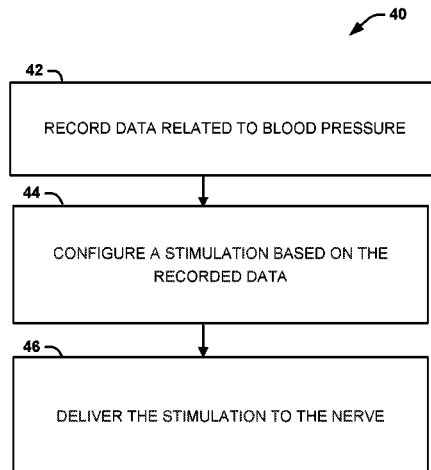 40
42
RECORD DATA RELATED TO BLOOD PRESSURE
44
CONFIGURE A STIMULATION BASED ON THE
RECORDED DATA
46
DELIVER THE STIMULATION TO THE NERVE